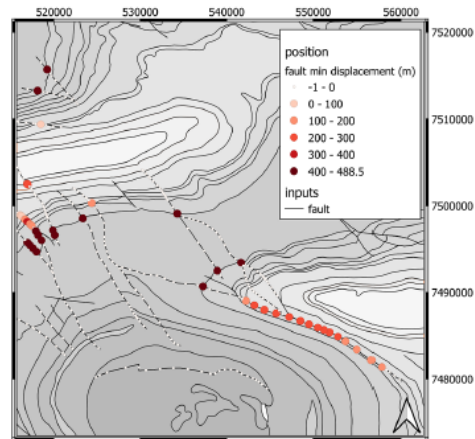 520000 530000 540000 550000 560000
7520000
position
fault min displacement (m)
-1 - 0
0 - 100
100 - 200
200 - 300
300 - 400
400 - 488.5
inputs
fault
7510000
7500000
7490000
7480000